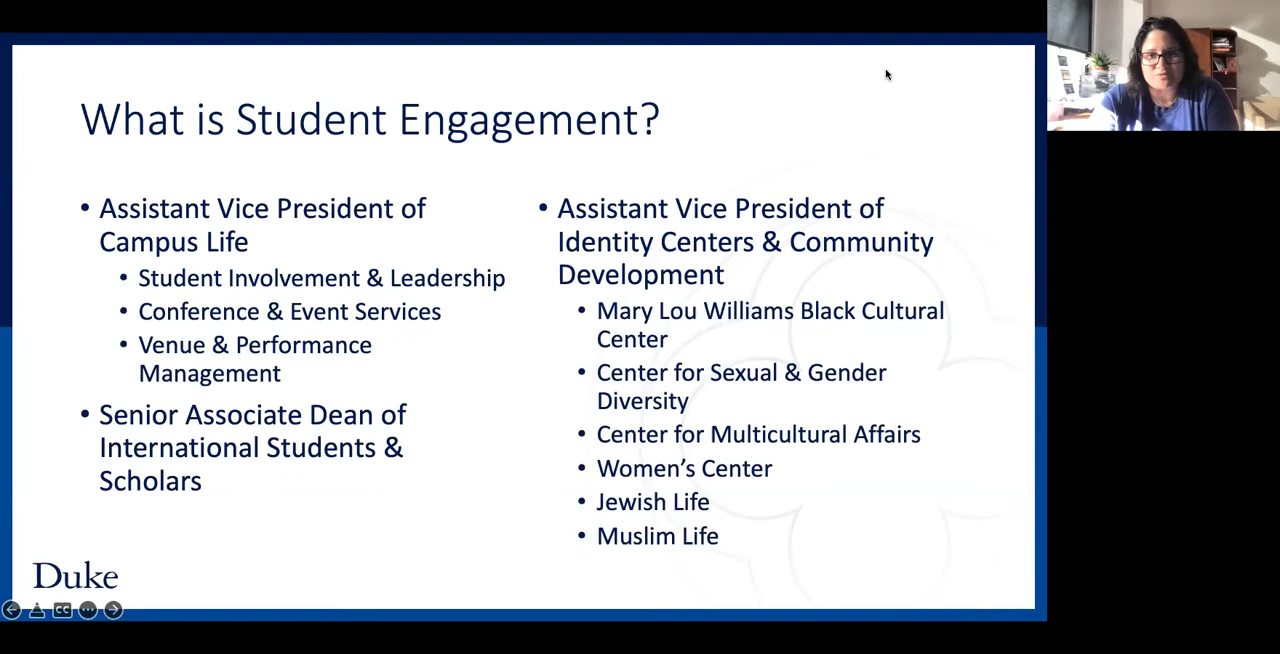 What is Student Engagement?
• Assistant Vice President of
Campus Life
• Student Involvement & Leadership
• Conference & Event Services
• Venue & Performance
Management
• Senior Associate Dean of
International Students &
Scholars
• Assistant Vice President of
Identity Centers & Community
Development
• Mary Lou Williams Black Cultural
Center
• Center for Sexual & Gender
Diversity
• Center for Multicultural Affairs
• Women’s Center
• Jewish Life
• Muslim Life
Duke
CC